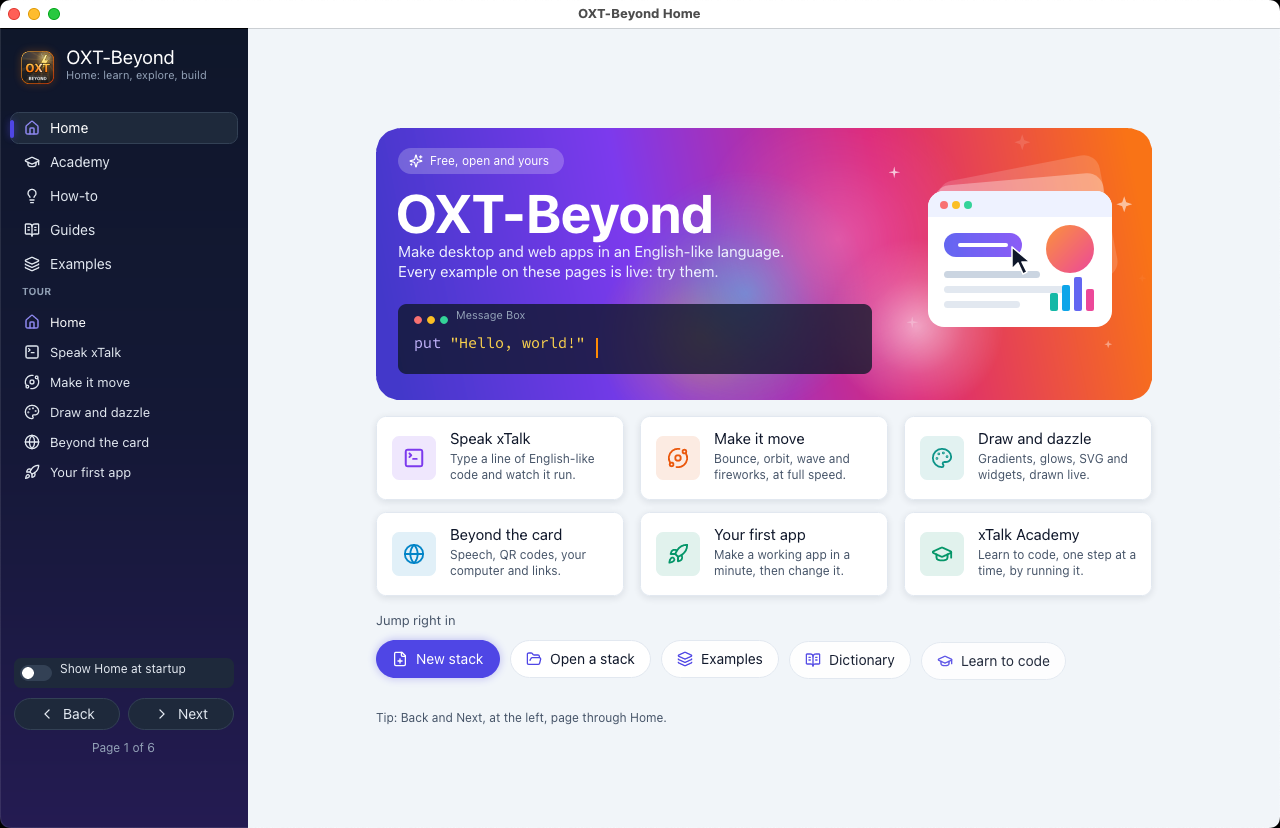 OXT-Beyond Home
OXT
BEYOND
OXT-Beyond
Home: learn, explore, build
Home
Academy
How-to
Guides
Examples
TOUR
Home
Speak xTalk
Make it move
Draw and dazzle
Beyond the card
Your first app
Show Home at startup
Back
Next
Page 1 of 6
Free, open and yours
OXT-Beyond
Make desktop and web apps in an English-like language.
Every example on these pages is live: try them.
Message Box
put "Hello, world!"
Speak xTalk
Type a line of English-like
code and watch it run.
Make it move
Bounce, orbit, wave and
fireworks, at full speed.
Draw and dazzle
Gradients, glows, SVG and
widgets, drawn live.
Beyond the card
Speech, QR codes, your
computer and links.
Your first app
Make a working app in a
minute, then change it.
xTalk Academy
Learn to code, one step at a
time, by running it.
Jump right in
New stack
Open a stack
Examples
Dictionary
Learn to code
Tip: Back and Next, at the left, page through Home.